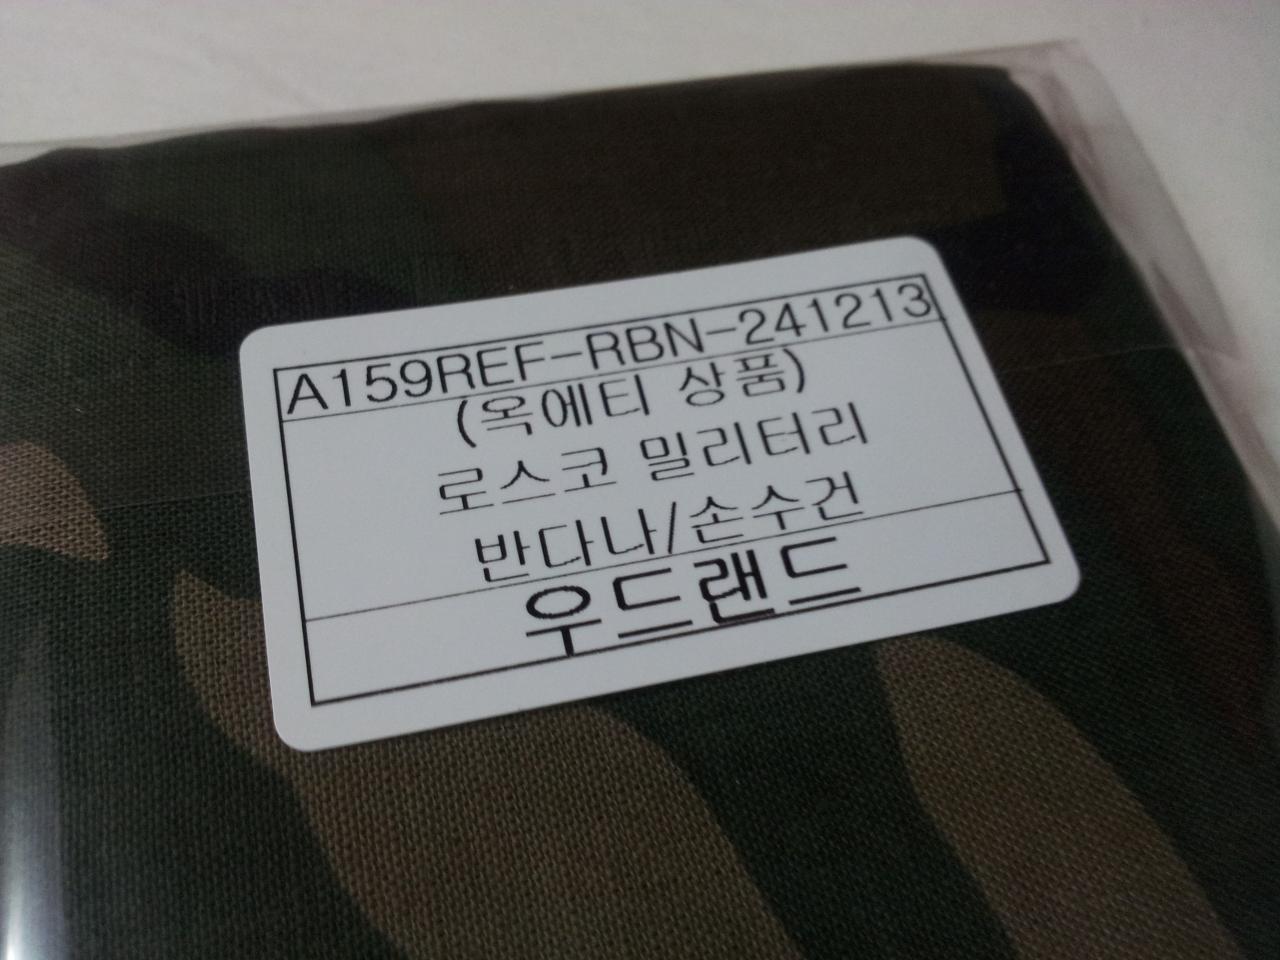 A159REF-RBN-241213
(옥에티 상품)
로스코 밀리터리
반다나/손수건
우드랜드